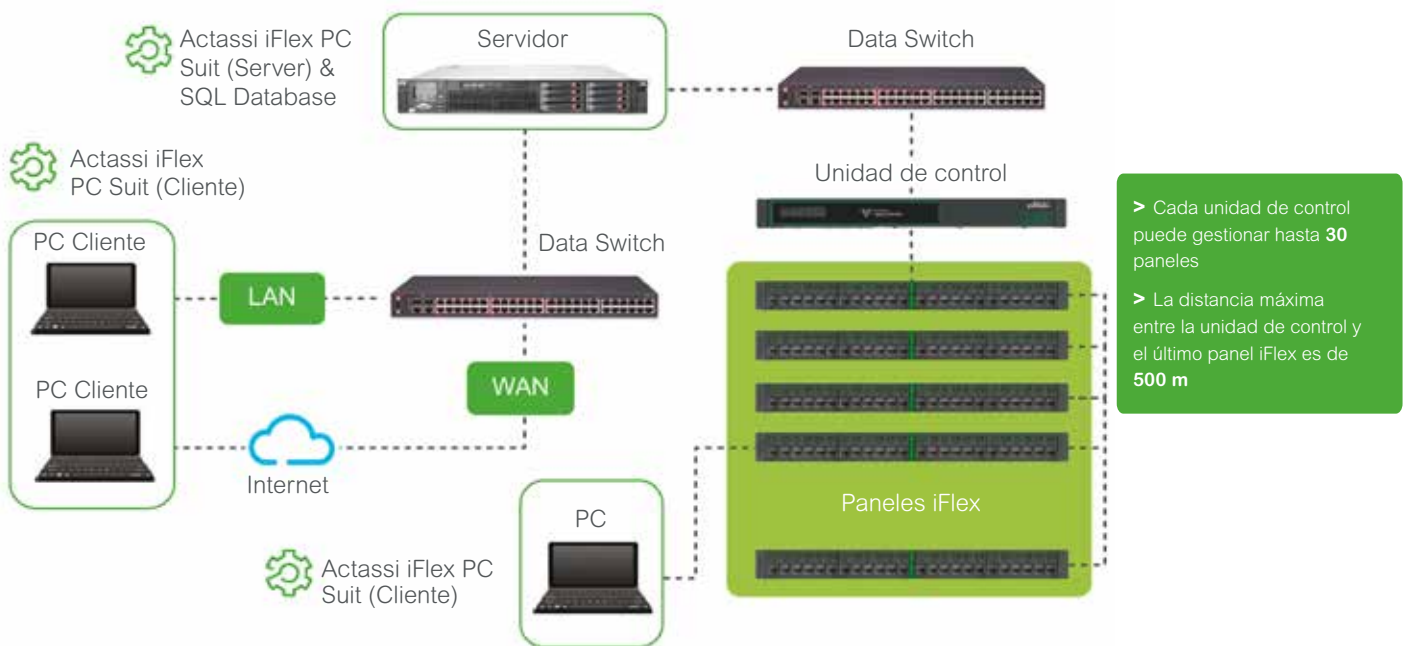 Actassi iFlex PC
Suit (Server) &
SQL Database
Servidor
Data Switch
Actassi iFlex
PC Suit (Cliente)
Unidad de control
PC Cliente
LAN
Data Switch
PC Cliente
WAN
Internet
> Cada unidad de control
puede gestionar hasta 30
paneles
> La distancia máxima
entre la unidad de control y
el último panel iFlex es de
500 m
Paneles iFlex
PC
Actassi iFlex PC
Suit (Cliente)